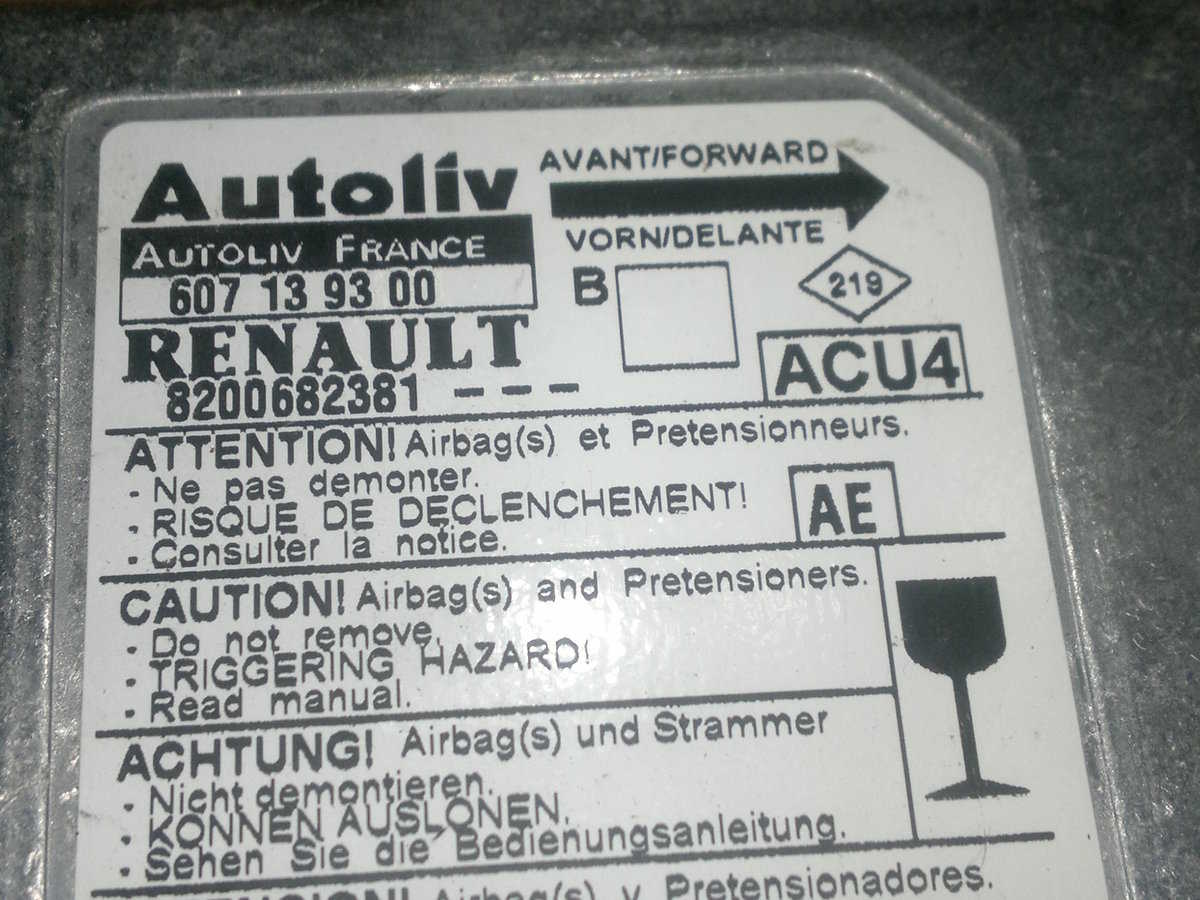 Autoliv
AVANT/FORWARD
AUTOLIV FRANCE
VORN/DELANTE
607 13 93 00
B
219
RENAULT
ACU4
8200682381 - - -
ATTENTION! Airbag(s) et Pretensionneurs.
. Ne pas demonter.
. RISQUE DE DECLENCHEMENT!
. Consulter la notice.
AE
CAUTION! Airbag(s) and Pretensioners.
. Do not remove.
. TRIGGERING HAZARD!
. Read manual.
ACHTUNG! Airbag(s) und Strammer
. Nicht demontieren.
. KONNEN AUSLONEN.
. Sehen Sie die Bedienungsanleitung.
Airbag(s) y Pretensionadores.